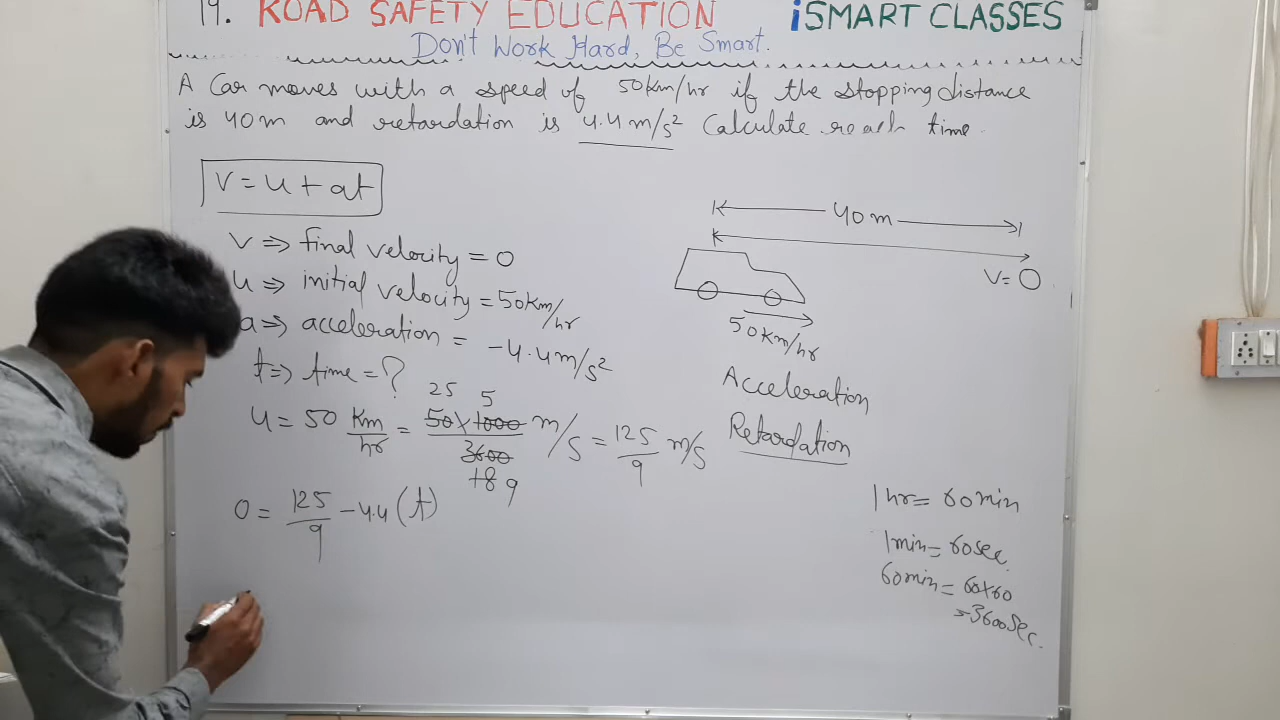 19. ROAD SAFETY EDUCATION iSMART CLASSES
Don't Work Hard, Be Smart.
A Car moves with a speed of 50km/hr if the stopping distance
is 40m and retardation is 4.4m/s² Calculate time.
V = u + at
V ⇒ final velocity = 0
u ⇒ initial velocity = 50km/hr
a ⇒ acceleration = -4.4m/s²
t ⇒ time = ?
40m
V = 0
50km/hr
Acceleration
Retardation
25 5
u = 50 Km/hr = 50×1000/3600 m/s = 125/9 m/s
18 9
0 = 125/9 - 4.4(t)
1hr = 60min
1min = 60sec
60min = 60×60
=3600Sec.